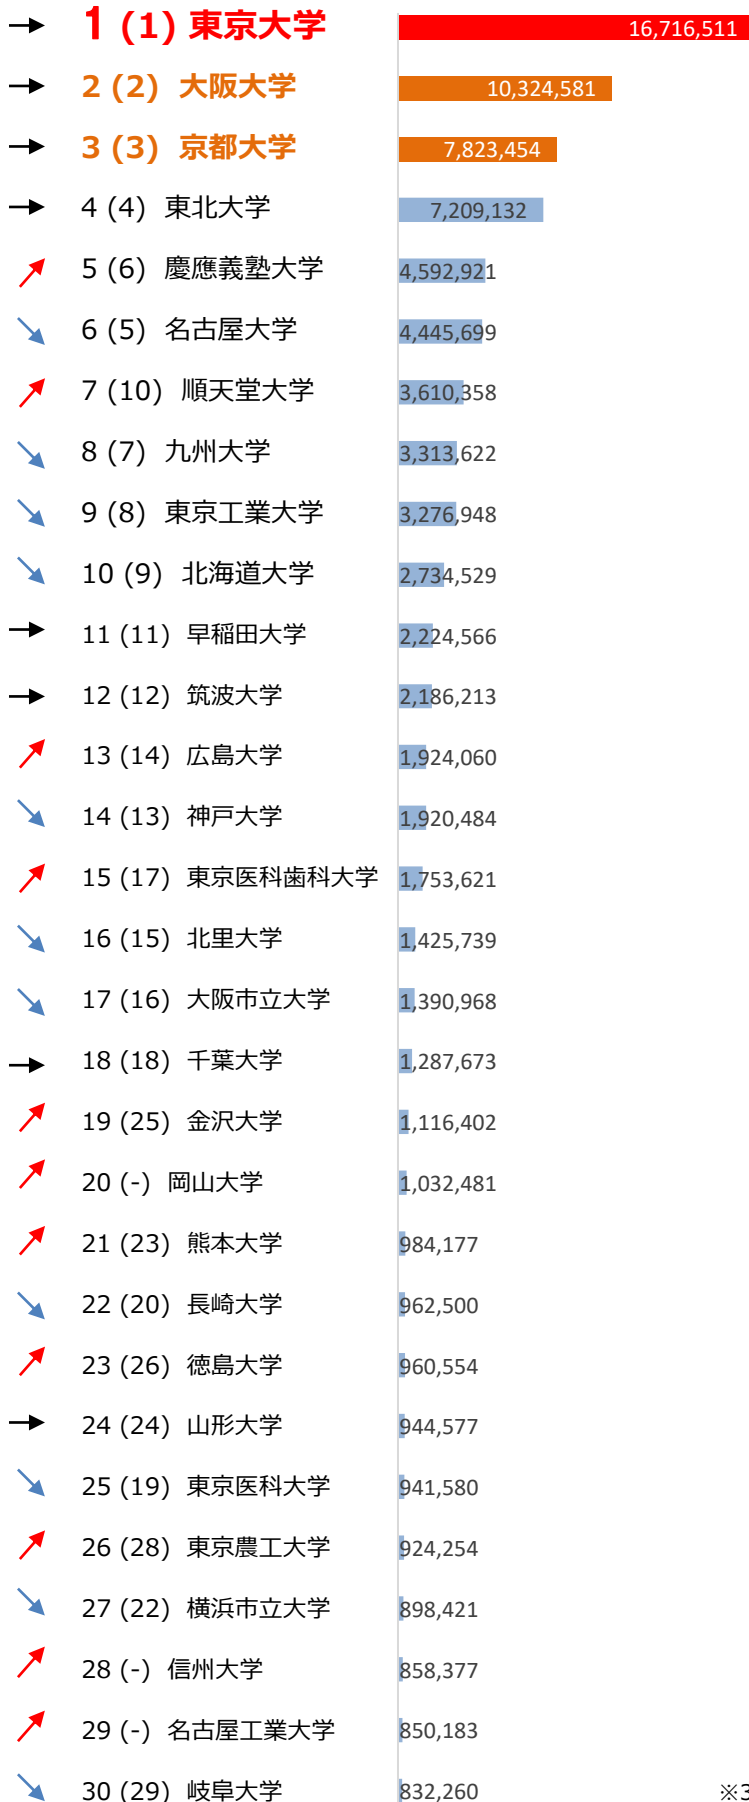 → 1 (1) 東京大学 16,716,511
→ 2 (2) 大阪大学 10,324,581
→ 3 (3) 京都大学 7,823,454
→ 4 (4) 東北大学 7,209,132
↗ 5 (6) 慶應義塾大学 4,592,921
↘ 6 (5) 名古屋大学 4,445,699
↗ 7 (10) 順天堂大学 3,610,358
↘ 8 (7) 九州大学 3,313,622
↘ 9 (8) 東京工業大学 3,276,948
↘ 10 (9) 北海道大学 2,734,529
→ 11 (11) 早稲田大学 2,224,566
→ 12 (12) 筑波大学 2,186,213
↗ 13 (14) 広島大学 1,924,060
↘ 14 (13) 神戸大学 1,920,484
↗ 15 (17) 東京医科歯科大学 1,753,621
↘ 16 (15) 北里大学 1,425,739
↘ 17 (16) 大阪市立大学 1,390,968
→ 18 (18) 千葉大学 1,287,673
↗ 19 (25) 金沢大学 1,116,402
↗ 20 (-) 岡山大学 1,032,481
↗ 21 (23) 熊本大学 984,177
↘ 22 (20) 長崎大学 962,500
↗ 23 (26) 徳島大学 960,554
→ 24 (24) 山形大学 944,577
↘ 25 (19) 東京医科大学 941,580
↗ 26 (28) 東京農工大学 924,254
↘ 27 (22) 横浜市立大学 898,421
↗ 28 (-) 信州大学 858,377
↗ 29 (-) 名古屋工業大学 850,183
↘ 30 (29) 岐阜大学 832,260 ※3